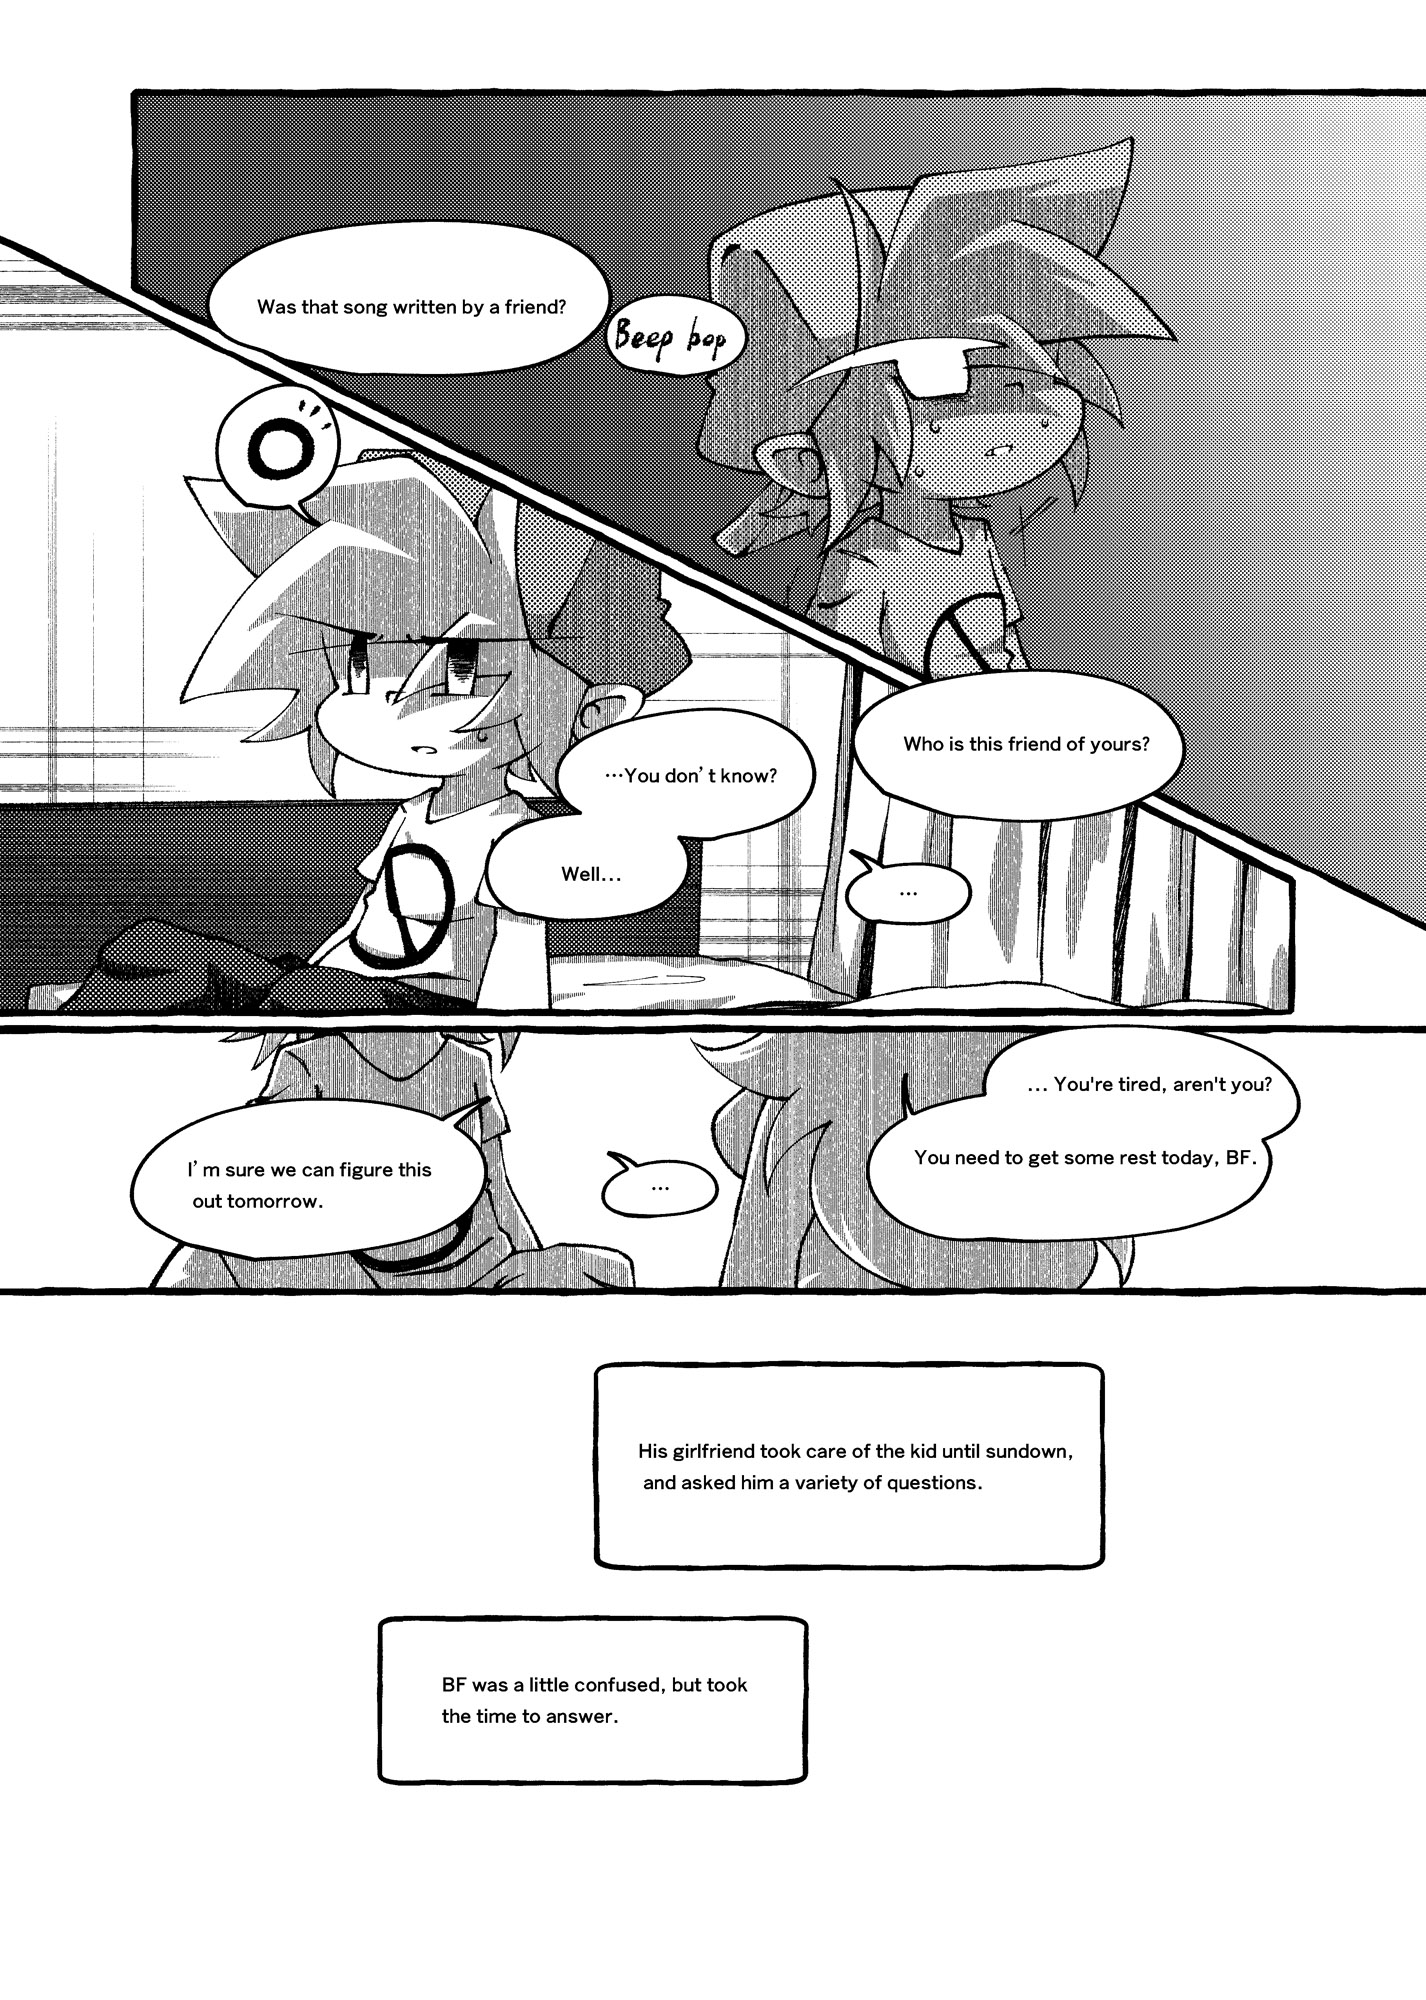 Was that song written by a friend?
Beep bop
Who is this friend of yours?
…
…You don't know?
Well...
... You're tired, aren't you?
You need to get some rest today, BF.
…
I'm sure we can figure this
out tomorrow.
His girlfriend took care of the kid until sundown,
and asked him a variety of questions.
BF was a little confused, but took
the time to answer.